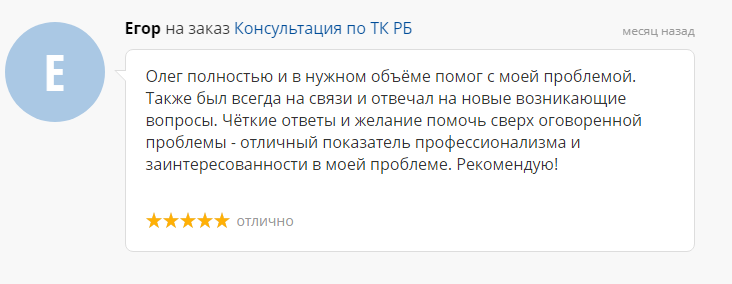 Е
Егор на заказ Консультация по ТК РБ
месяц назад
Олег полностью и в нужном объёме помог с моей проблемой.
Также был всегда на связи и отвечал на новые возникающие
вопросы. Чёткие ответы и желание помочь сверх оговоренной
проблемы - отличный показатель профессионализма и
заинтересованности в моей проблеме. Рекомендую!
отлично